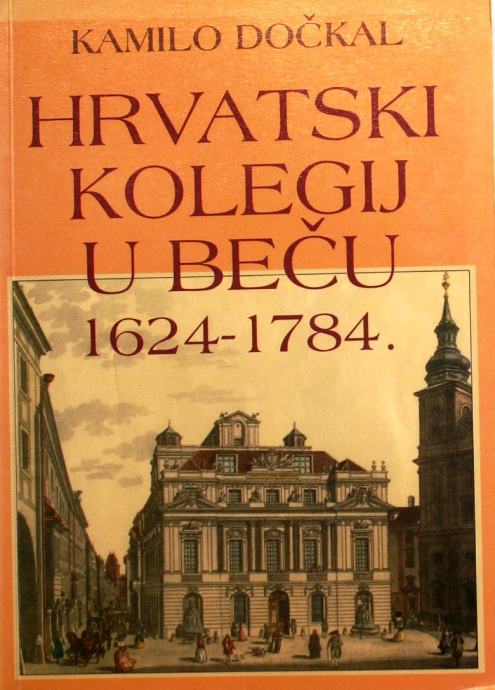 KAMILO DOČKAL
HRVATSKI
KOLEGIJ
U BEČU
1624-1784.